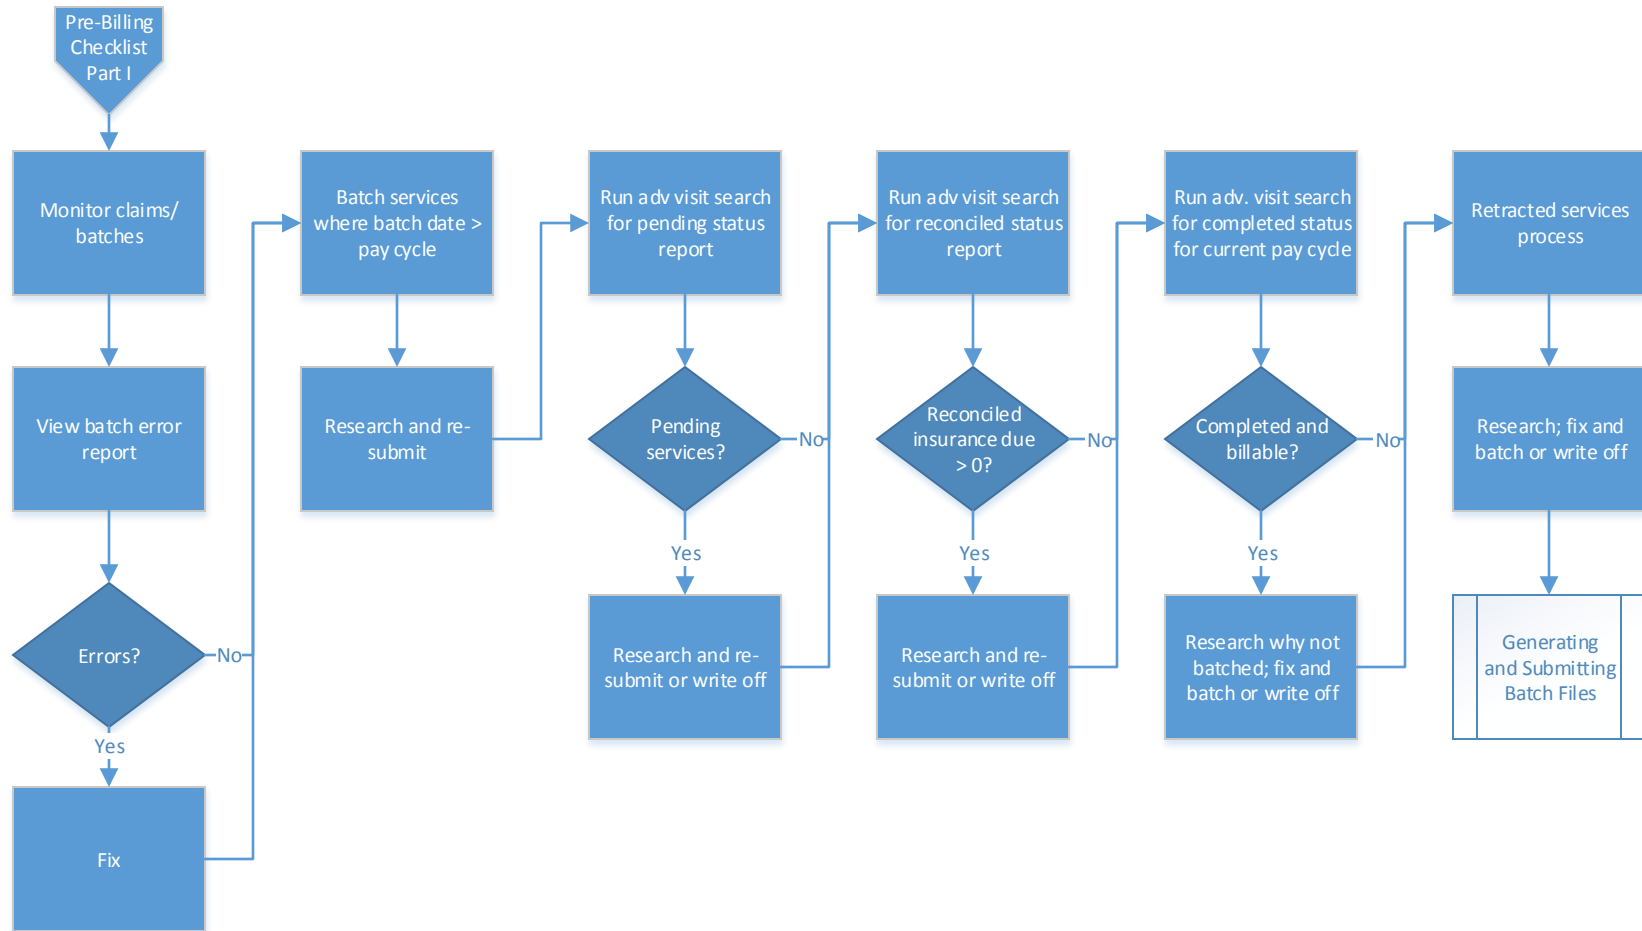 Pre-Billing
Checklist
Part I
Monitor claims/
batches
View batch error
report
Errors?
No
Yes
Fix
Batch services
where batch date >
pay cycle
Research and re-
submit
Run adv visit search
for pending status
report
Pending
services?
No
Yes
Research and re-
submit or write off
Run adv visit search
for reconciled status
report
Reconciled
insurance due
> 0?
No
Yes
Research and re-
submit or write off
Run adv. visit search
for completed status
for current pay cycle
Completed and
billable?
No
Yes
Research why not
batched; fix and
batch or write off
Retracted services
process
Research; fix and
batch or write off
Generating
and Submitting
Batch Files